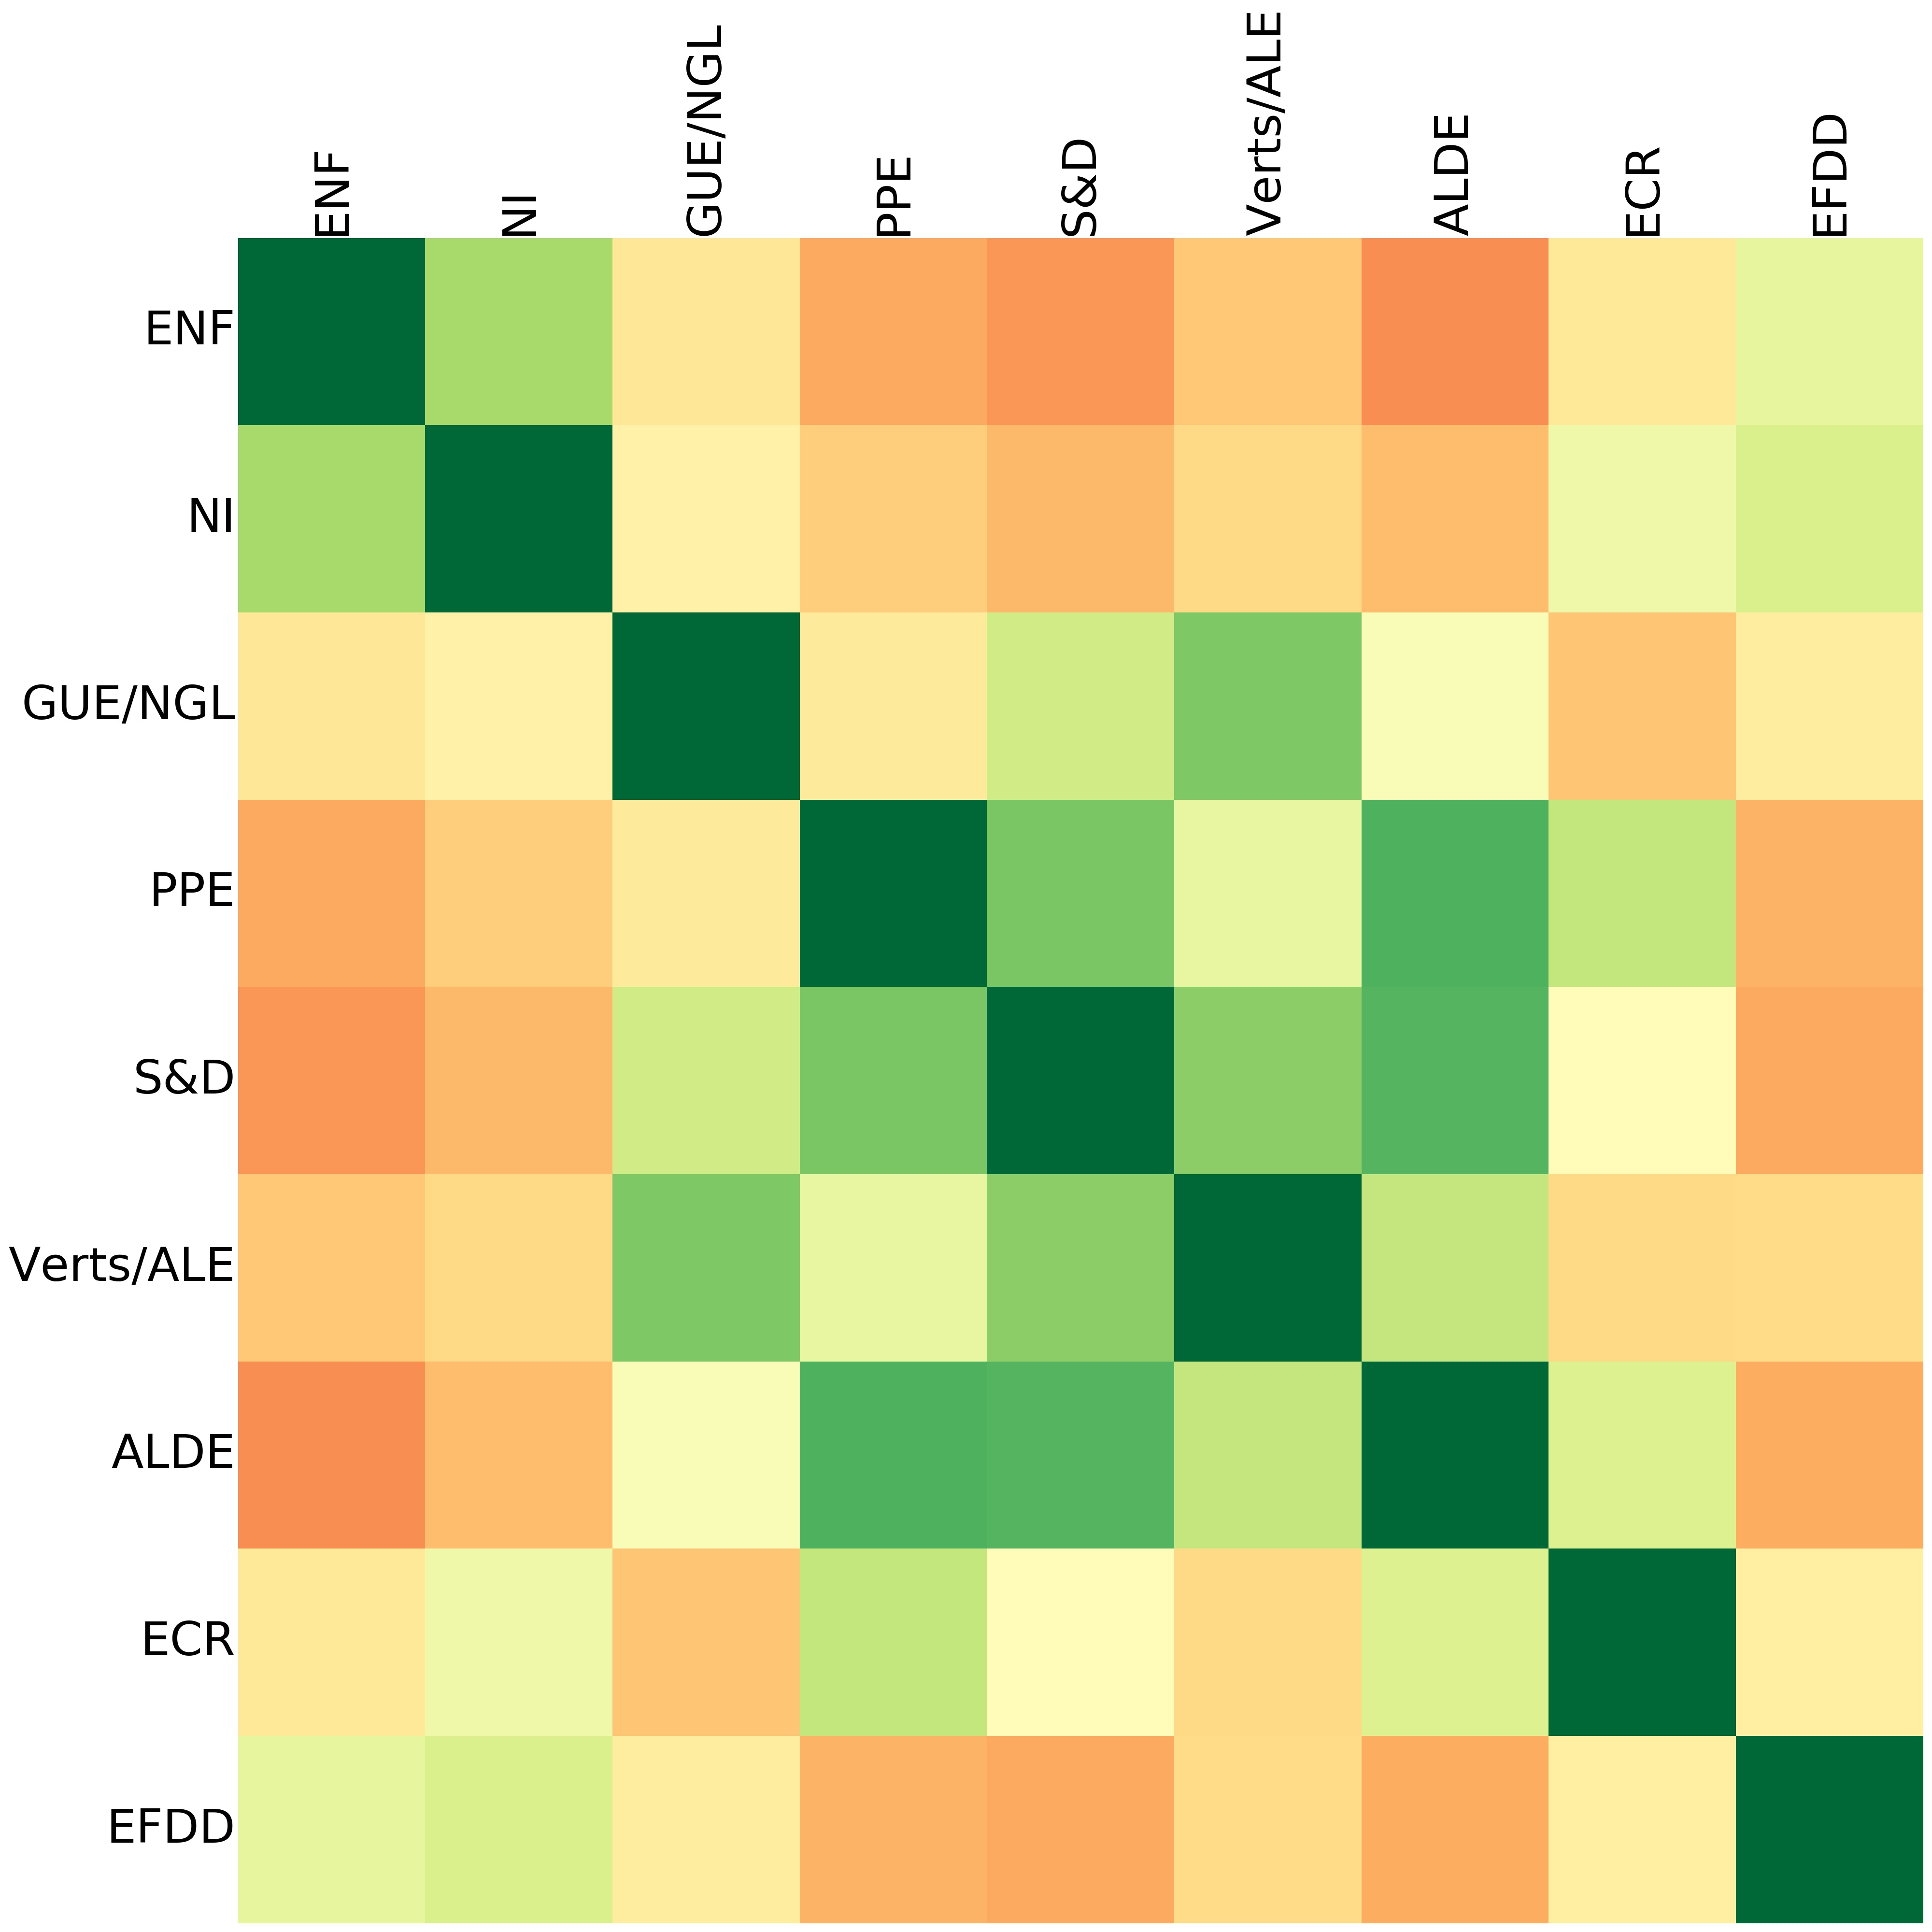 ENF
NI
GUE/NGL
PPE
S&D
Verts/ALE
ALDE
ECR
EFDD
ENF
NI
GUE/NGL
PPE
S&D
Verts/ALE
ALDE
ECR
EFDD